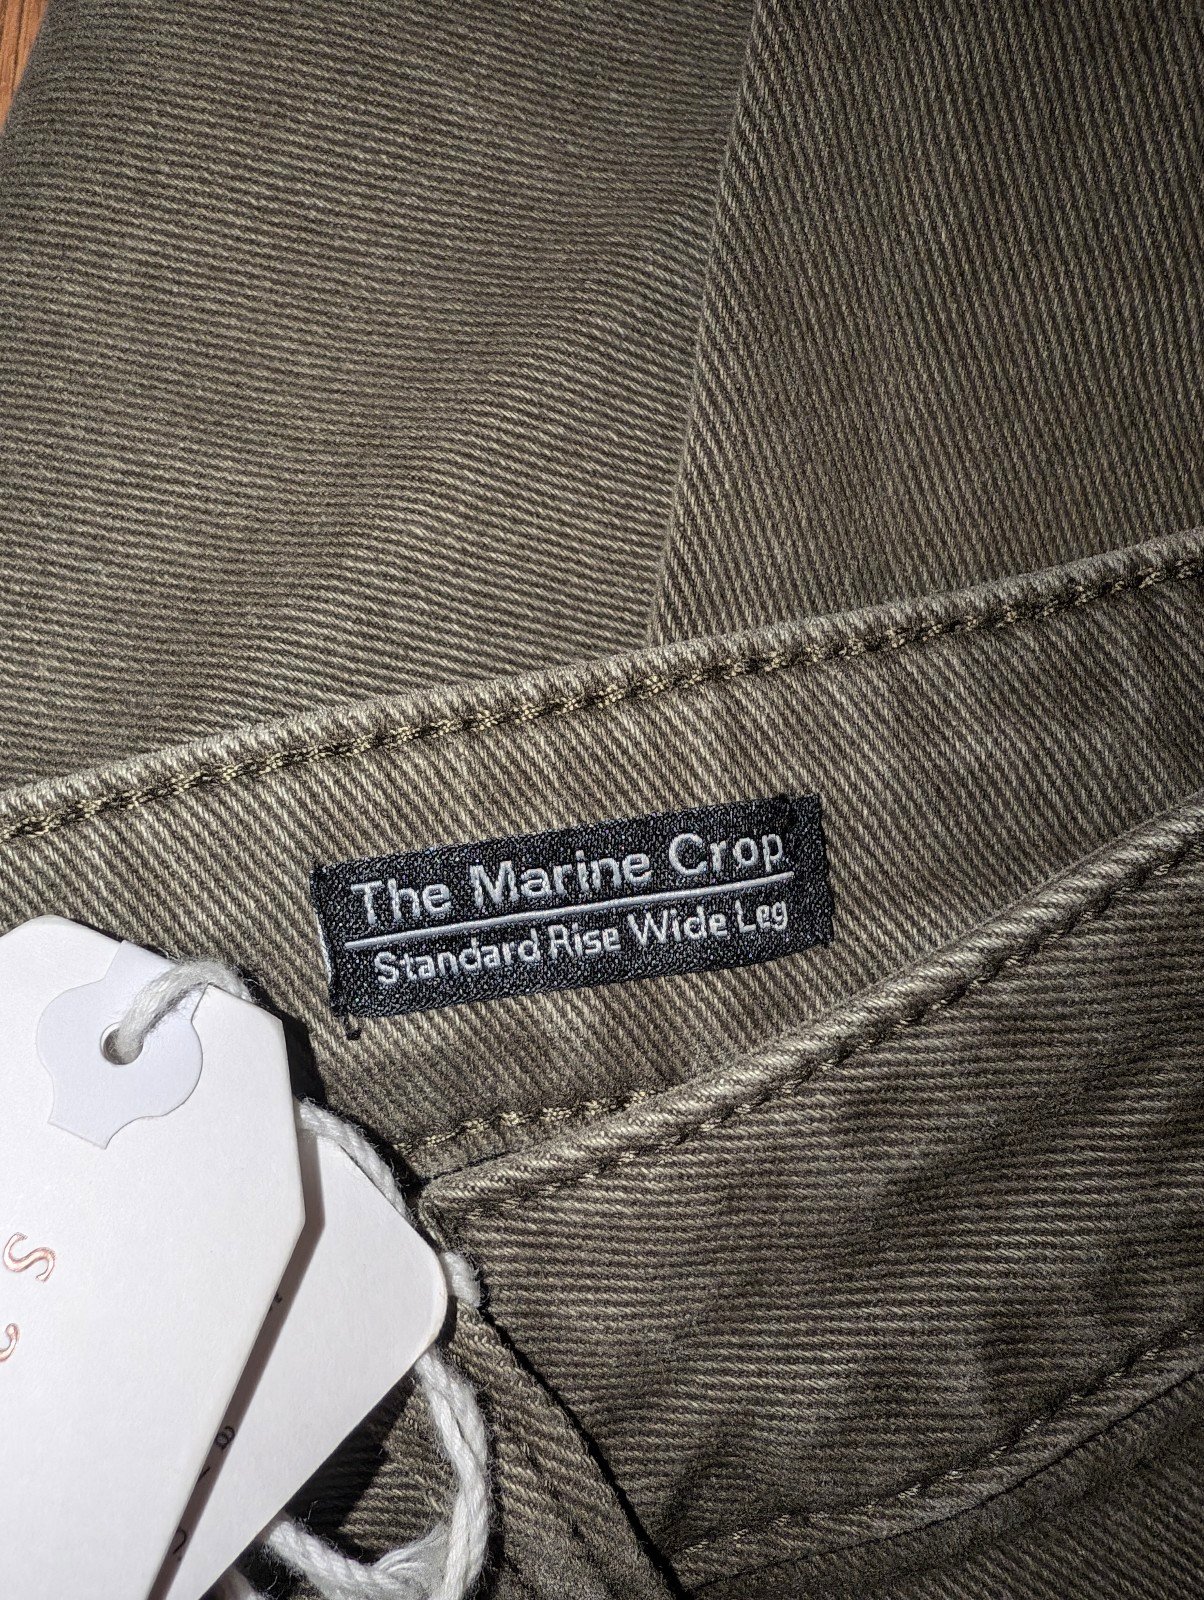 The Marine Crop
Standard Rise Wide Leg
S